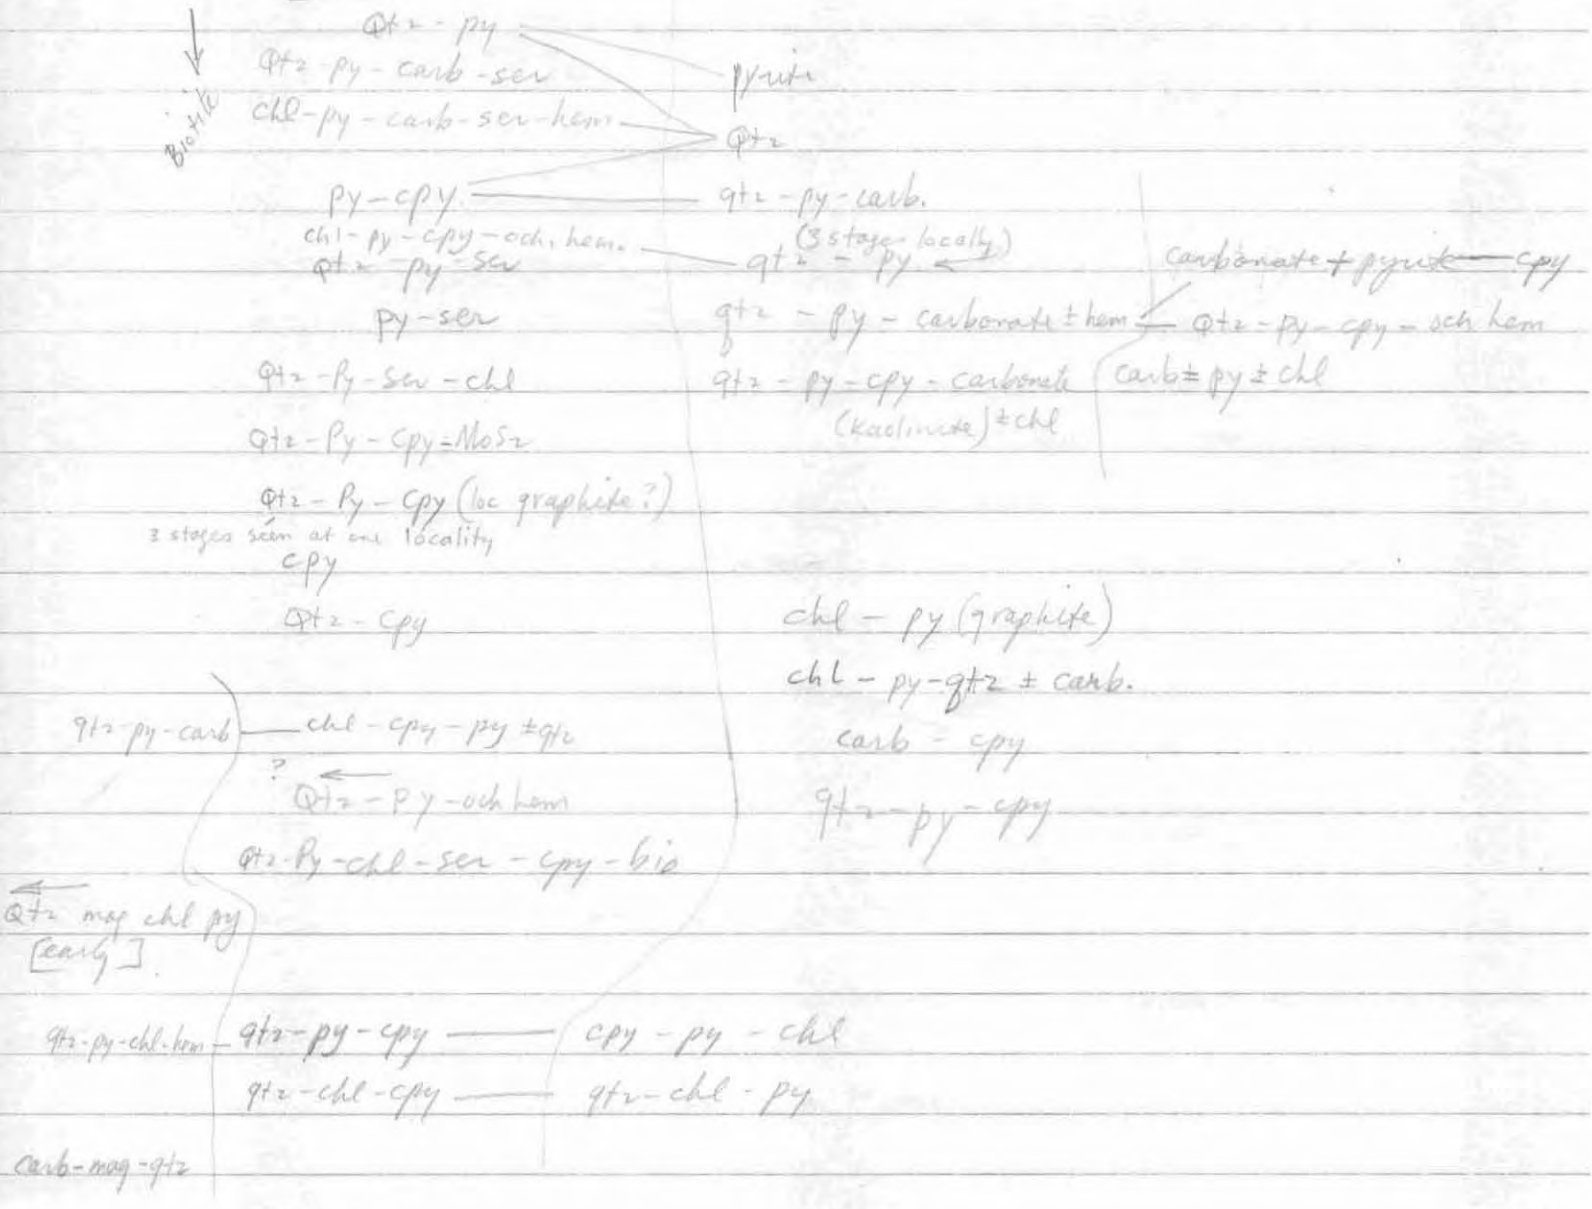 Qtz - py
Qtz - py - carb - ser
pyrite
chl - py - carb - ser - hem
Biotite
Qtz
py - cpy
qtz - py - carb.
chl - py - cpy - och. hem.
(3 stages locally)
Qtz - py - ser
qtz - py
carbonate + pyrite - cpy
py - ser
qtz - py - carbonate ± hem
Qtz - py - cpy - och hem
Qtz - Py - ser - chl
qtz - py - cpy - carbonate
carb ± py ± chl
(kaolinite) ± chl
Qtz - Py - cpy - MoS2
Qtz - Py - cpy (loc graphite?)
3 stages seen at one locality
cpy
Qtz - cpy
chl - py (graphite)
chl - py - qtz ± carb.
qtz - py - carb
chl - cpy - py ± qtz
carb - cpy
?
Qtz - Py - och hem
qtz - py - cpy
Qtz - Py - chl - ser - cpy - bio
Qtz mag chl py
[early]
qtz - py - chl - hem
qtz - py - cpy
cpy - py - chl
qtz - chl - cpy
qtz - chl - py
carb - mag - qtz